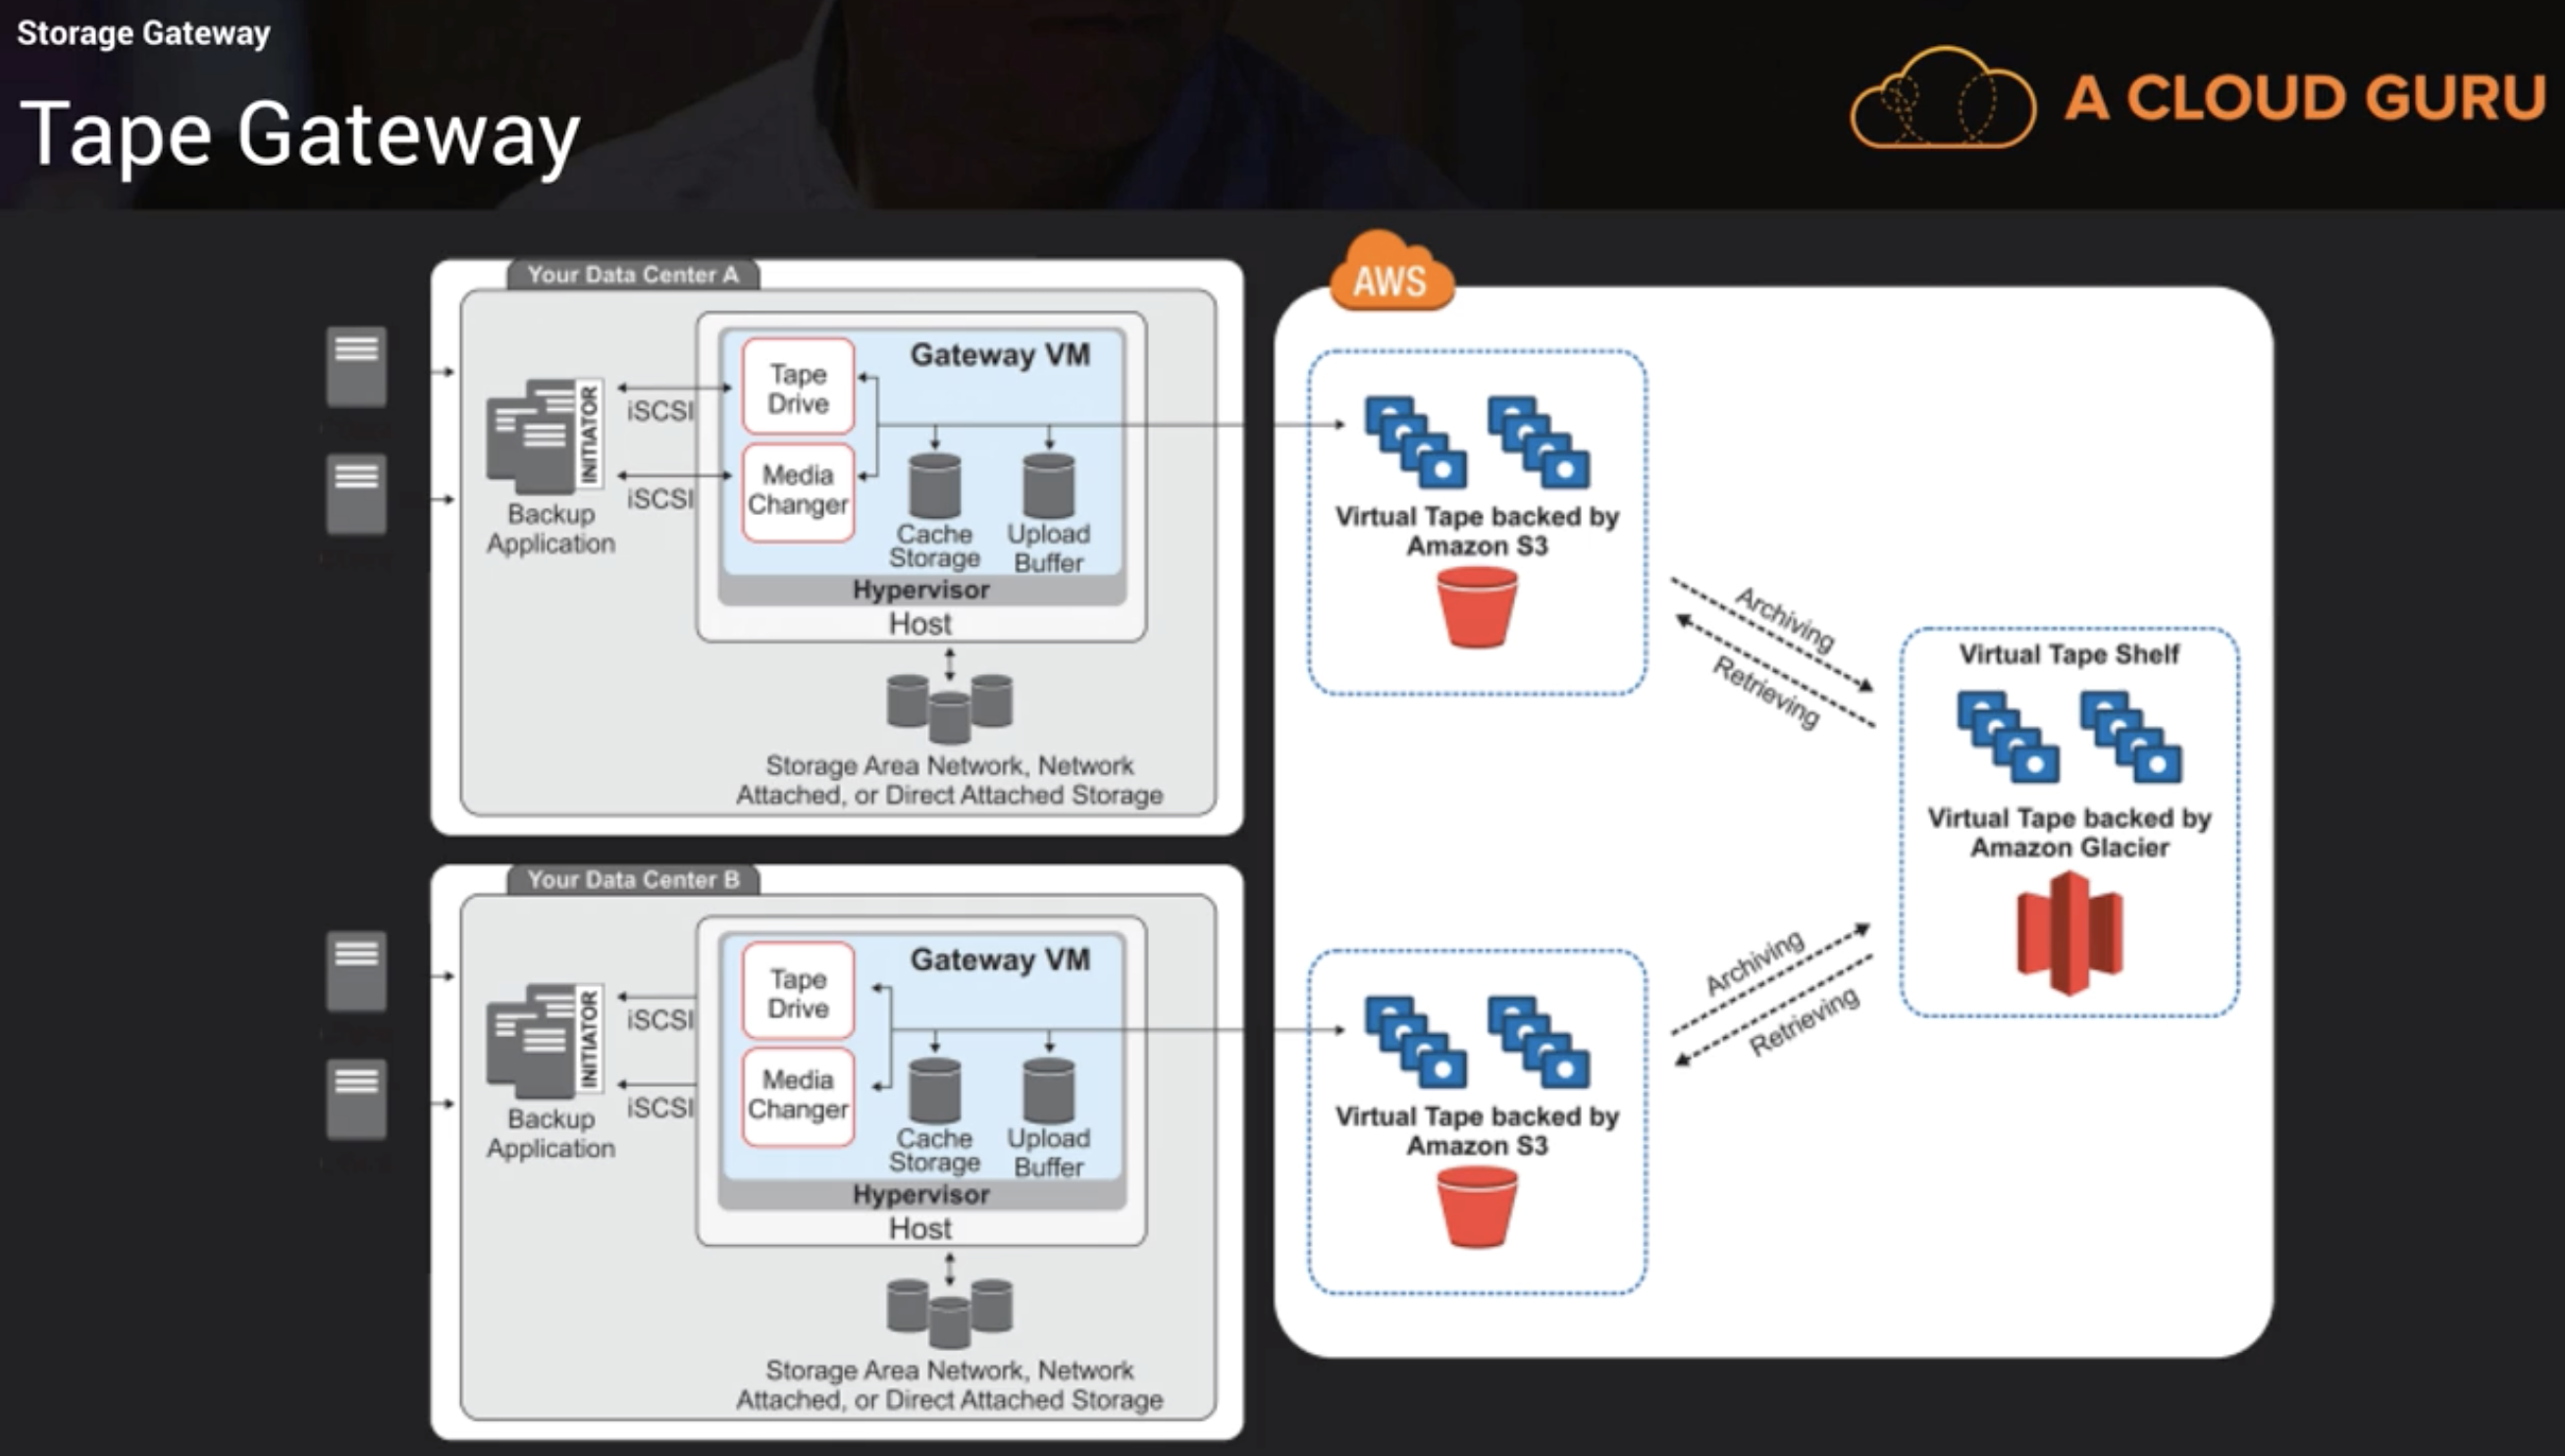 Storage Gateway
Tape Gateway
A CLOUD GURU
Your Data Center A
Gateway VM
Tape
Drive
Media
Changer
iSCSI
iSCSI
INITIATOR
Backup
Application
Cache
Storage
Upload
Buffer
Hypervisor
Host
Storage Area Network, Network
Attached, or Direct Attached Storage
Your Data Center B
Gateway VM
Tape
Drive
Media
Changer
iSCSI
iSCSI
INITIATOR
Backup
Application
Cache
Storage
Upload
Buffer
Hypervisor
Host
Storage Area Network, Network
Attached, or Direct Attached Storage
AWS
Virtual Tape backed by
Amazon S3
Archiving
Retrieving
Virtual Tape Shelf
Virtual Tape backed by
Amazon Glacier
Archiving
Retrieving
Virtual Tape backed by
Amazon S3